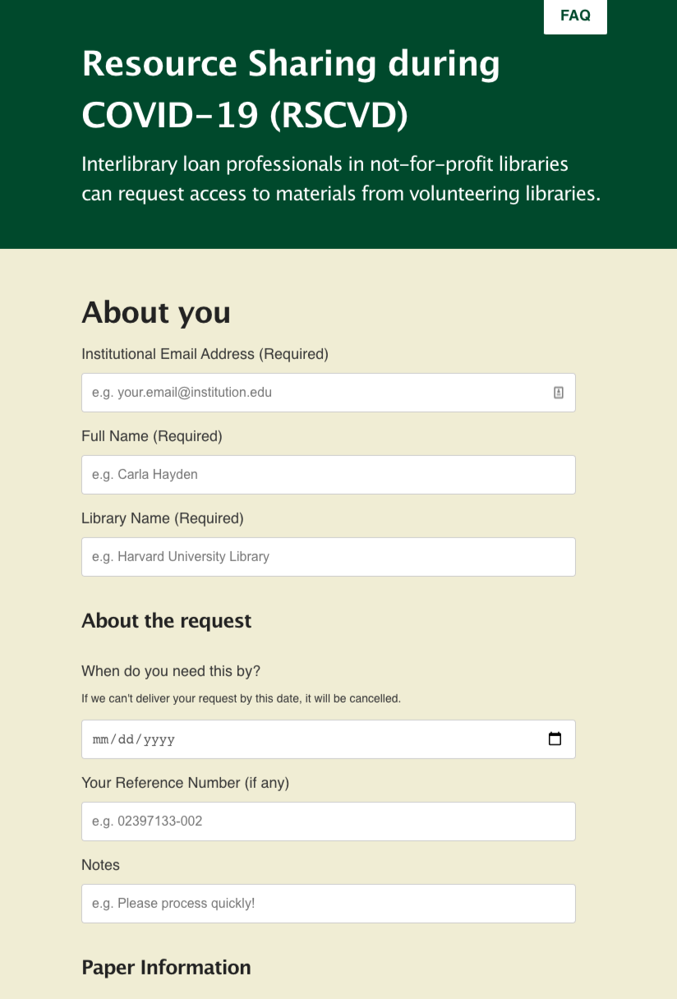 FAQ
Resource Sharing during
COVID-19 (RSCVD)
Interlibrary loan professionals in not-for-profit libraries
can request access to materials from volunteering libraries.
About you
Institutional Email Address (Required)
e.g. your.email@institution.edu
Full Name (Required)
e.g. Carla Hayden
Library Name (Required)
e.g. Harvard University Library
About the request
When do you need this by?
If we can't deliver your request by this date, it will be cancelled.
mm/dd/yyyy
Your Reference Number (if any)
e.g. 02397133-002
Notes
e.g. Please process quickly!
Paper Information